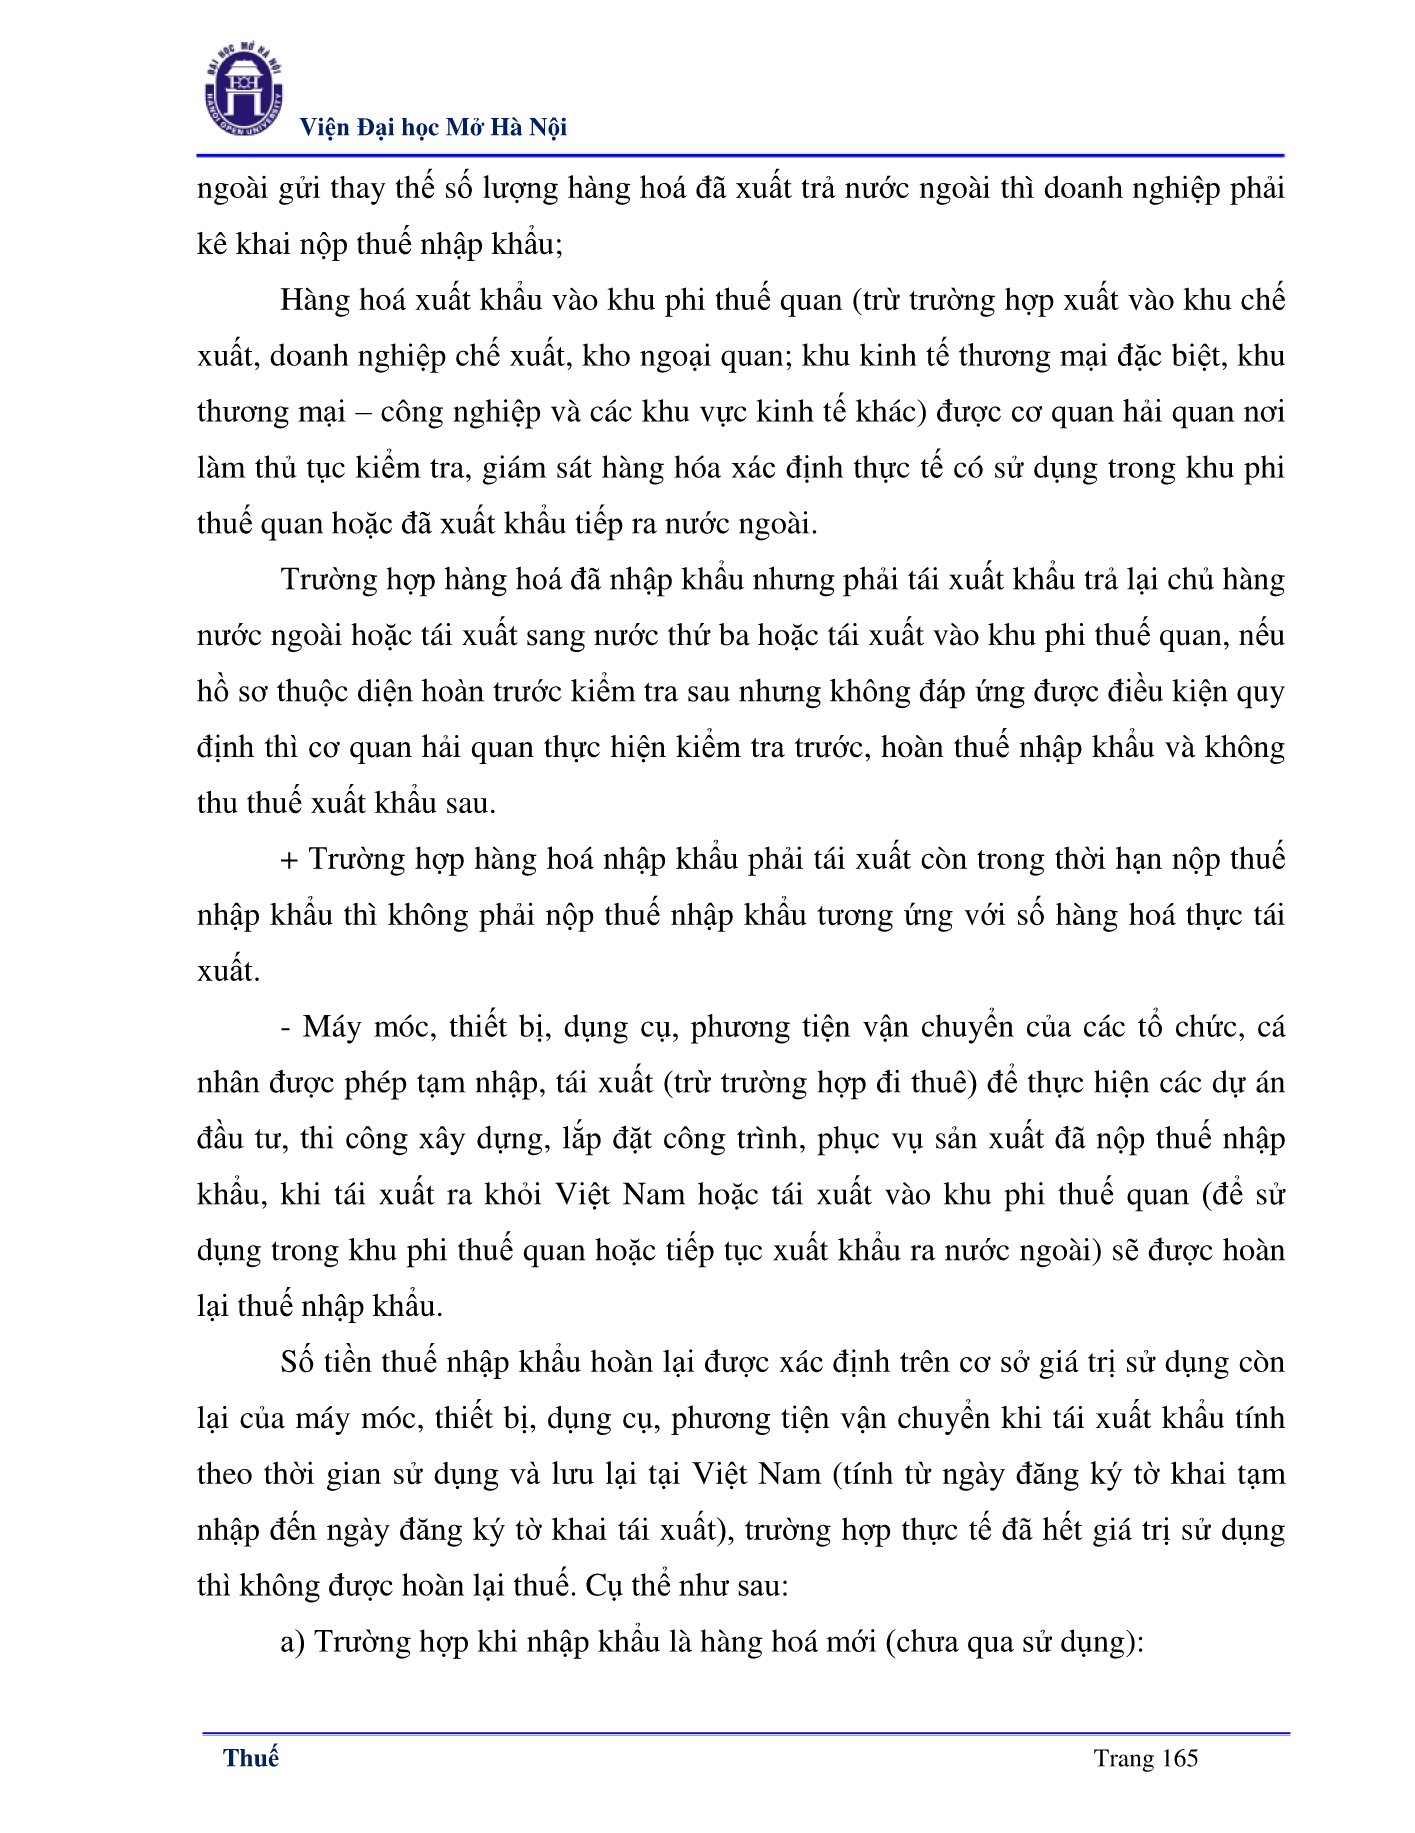 ĐẠI HỌC MỞ HÀ NỘI
HANOI OPEN UNIVERSITY
Viện Đại học Mở Hà Nội
ngoài gửi thay thế số lượng hàng hoá đã xuất trả nước ngoài thì doanh nghiệp phải
kê khai nộp thuế nhập khẩu;
Hàng hoá xuất khẩu vào khu phi thuế quan (trừ trường hợp xuất vào khu chế
xuất, doanh nghiệp chế xuất, kho ngoại quan; khu kinh tế thương mại đặc biệt, khu
thương mại – công nghiệp và các khu vực kinh tế khác) được cơ quan hải quan nơi
làm thủ tục kiểm tra, giám sát hàng hóa xác định thực tế có sử dụng trong khu phi
thuế quan hoặc đã xuất khẩu tiếp ra nước ngoài.
Trường hợp hàng hoá đã nhập khẩu nhưng phải tái xuất khẩu trả lại chủ hàng
nước ngoài hoặc tái xuất sang nước thứ ba hoặc tái xuất vào khu phi thuế quan, nếu
hồ sơ thuộc diện hoàn trước kiểm tra sau nhưng không đáp ứng được điều kiện quy
định thì cơ quan hải quan thực hiện kiểm tra trước, hoàn thuế nhập khẩu và không
thu thuế xuất khẩu sau.
+ Trường hợp hàng hoá nhập khẩu phải tái xuất còn trong thời hạn nộp thuế
nhập khẩu thì không phải nộp thuế nhập khẩu tương ứng với số hàng hoá thực tái
xuất.
- Máy móc, thiết bị, dụng cụ, phương tiện vận chuyển của các tổ chức, cá
nhân được phép tạm nhập, tái xuất (trừ trường hợp đi thuê) để thực hiện các dự án
đầu tư, thi công xây dựng, lắp đặt công trình, phục vụ sản xuất đã nộp thuế nhập
khẩu, khi tái xuất ra khỏi Việt Nam hoặc tái xuất vào khu phi thuế quan (để sử
dụng trong khu phi thuế quan hoặc tiếp tục xuất khẩu ra nước ngoài) sẽ được hoàn
lại thuế nhập khẩu.
Số tiền thuế nhập khẩu hoàn lại được xác định trên cơ sở giá trị sử dụng còn
lại của máy móc, thiết bị, dụng cụ, phương tiện vận chuyển khi tái xuất khẩu tính
theo thời gian sử dụng và lưu lại tại Việt Nam (tính từ ngày đăng ký tờ khai tạm
nhập đến ngày đăng ký tờ khai tái xuất), trường hợp thực tế đã hết giá trị sử dụng
thì không được hoàn lại thuế. Cụ thể như sau:
a) Trường hợp khi nhập khẩu là hàng hoá mới (chưa qua sử dụng):
Thuế
Trang 165